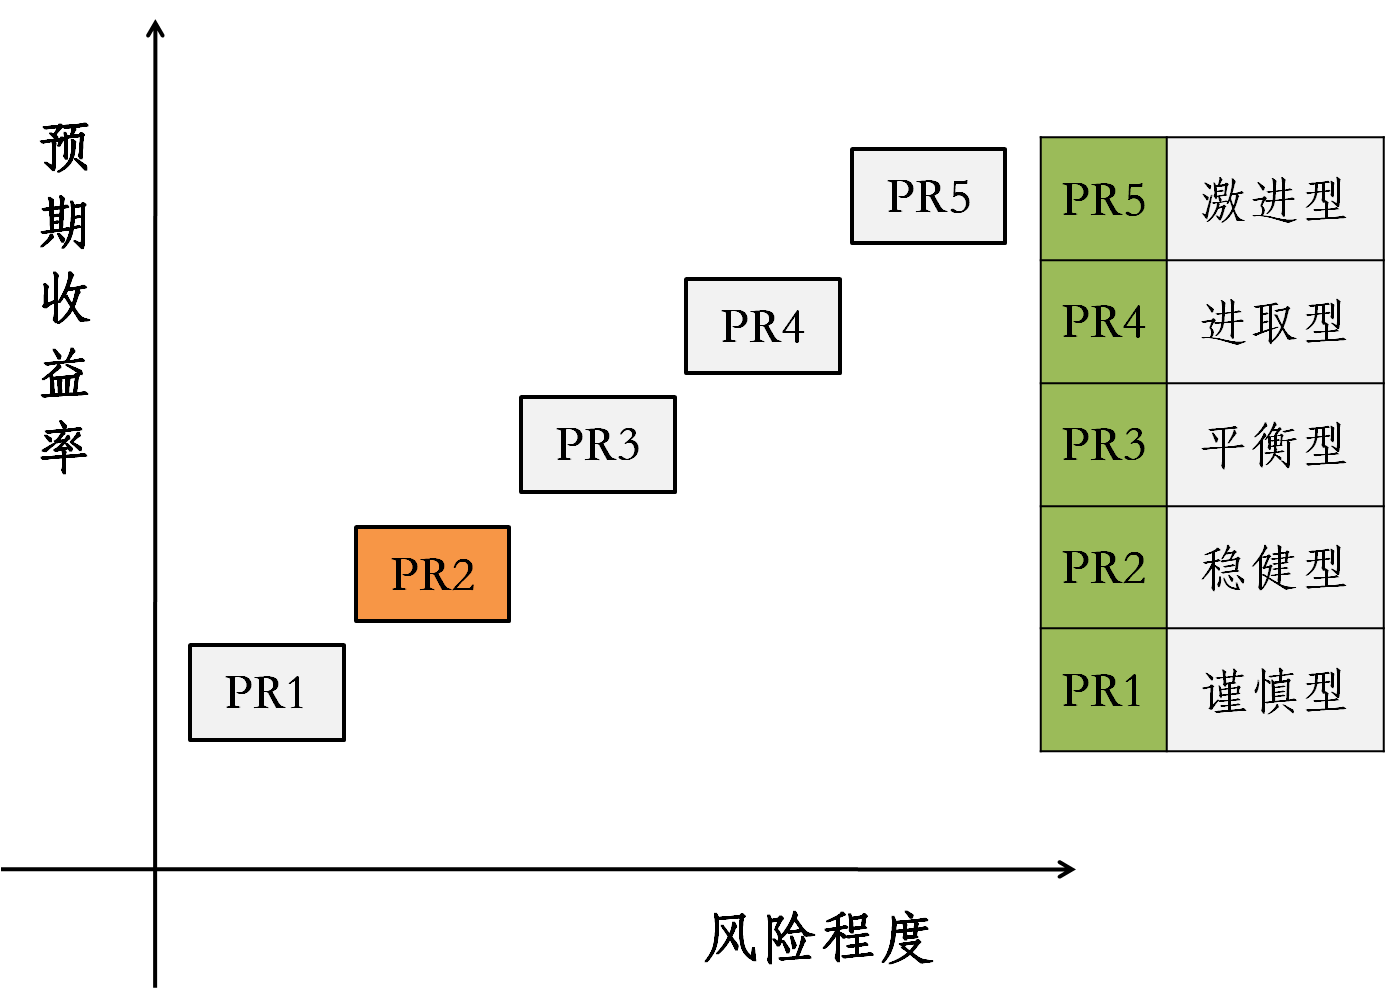 预期收益率
PR5
PR4
PR3
PR2
PR1
风险程度
PR5 激进型
PR4 进取型
PR3 平衡型
PR2 稳健型
PR1 谨慎型